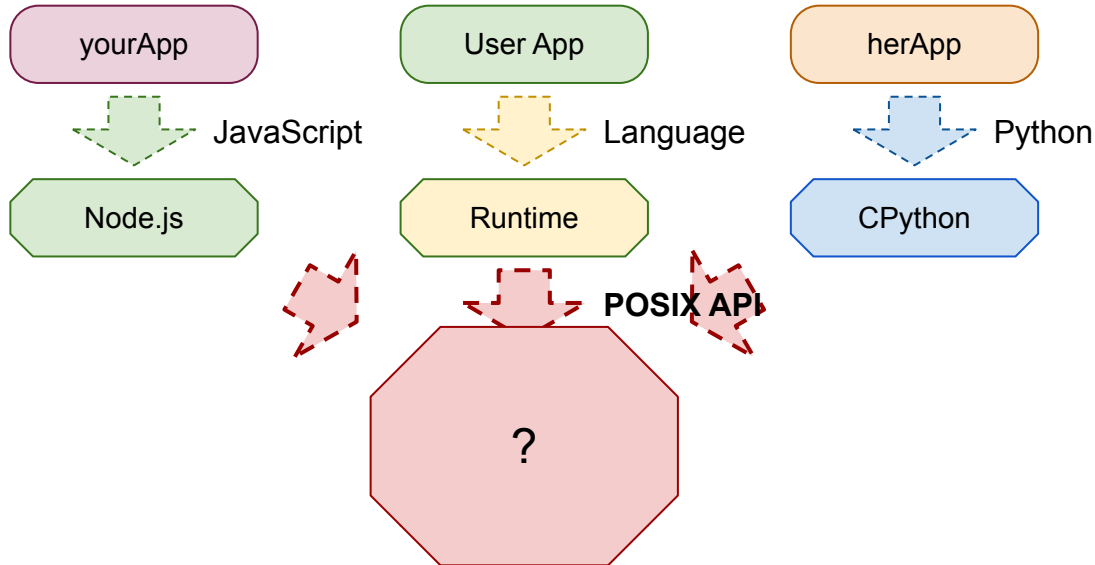 yourApp
User App
herApp
JavaScript
Language
Python
Node.js
Runtime
CPython
POSIX API
?